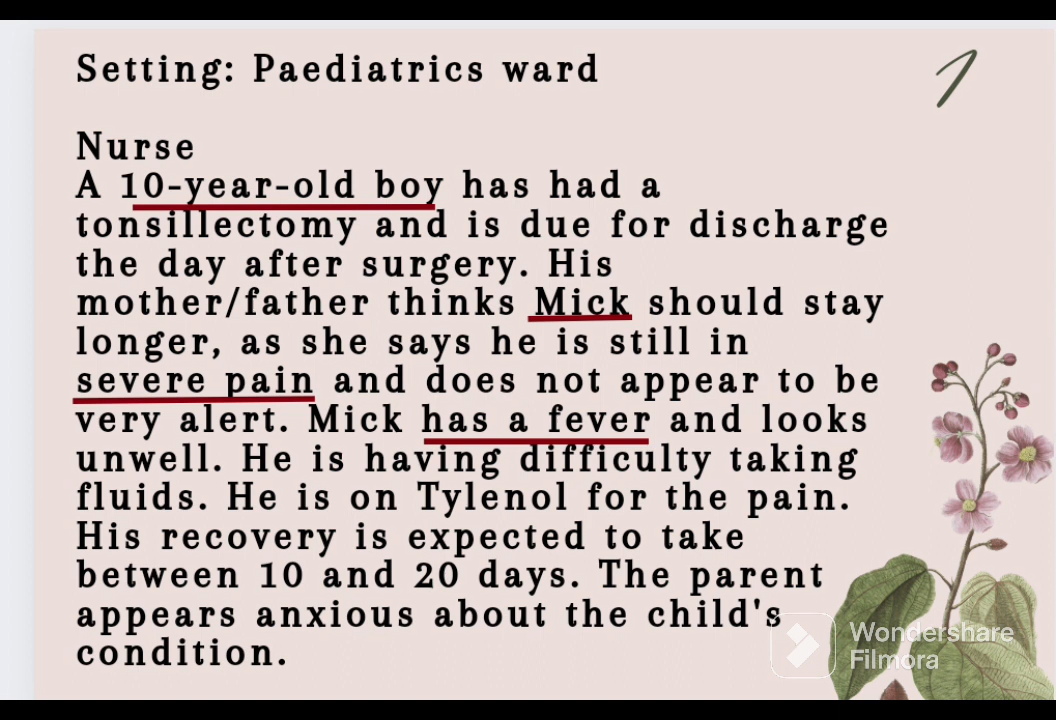 Setting: Paediatrics ward
1
Nurse
A 10-year-old boy has had a
tonsillectomy and is due for discharge
the day after surgery. His
mother/father thinks Mick should stay
longer, as she says he is still in
severe pain and does not appear to be
very alert. Mick has a fever and looks
unwell. He is having difficulty taking
fluids. He is on Tylenol for the pain.
His recovery is expected to take
between 10 and 20 days. The parent
appears anxious about the child's
condition.
Wondershare
Filmora